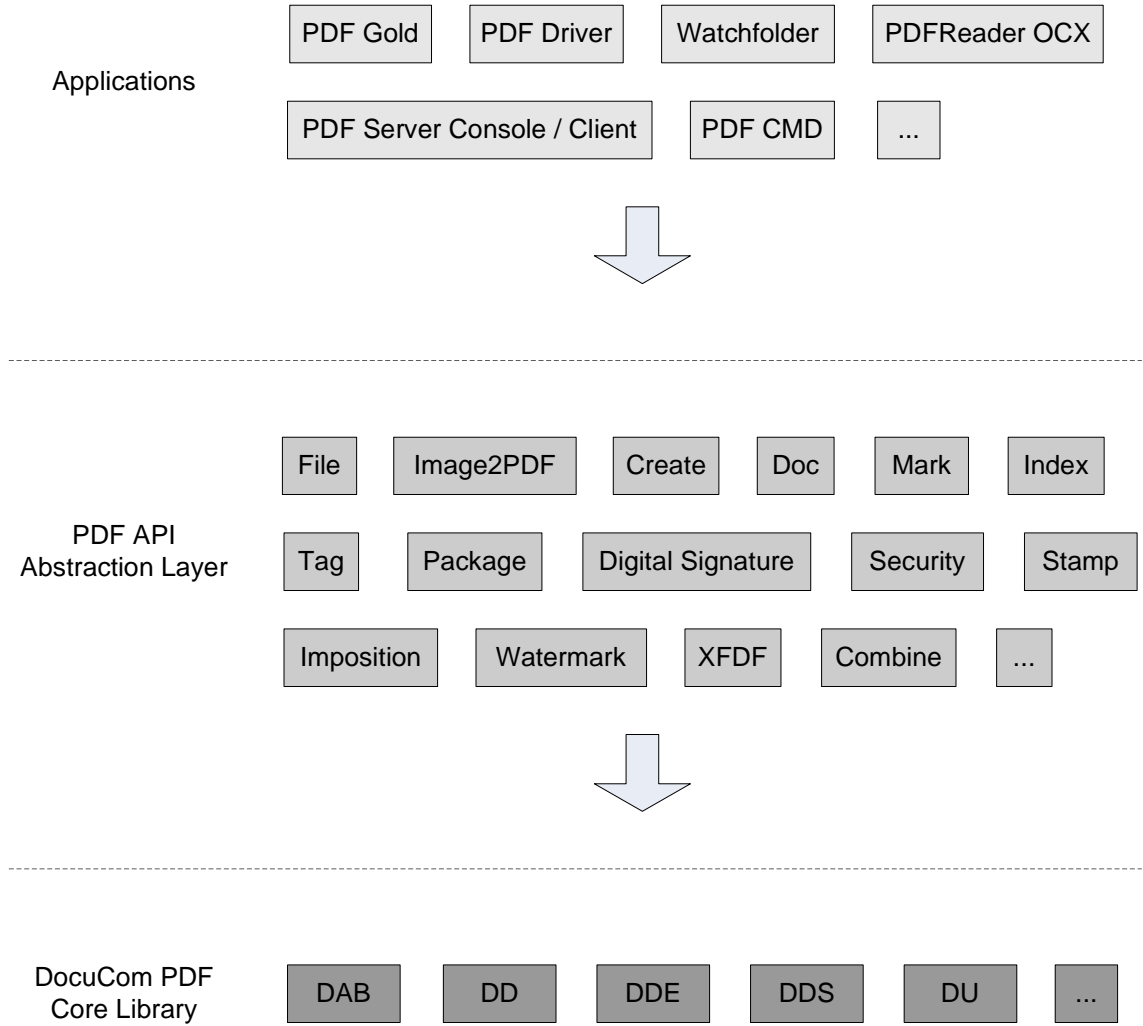 PDF Gold
PDF Driver
Watchfolder
PDFReader OCX
Applications
PDF Server Console / Client
PDF CMD
...
File
Image2PDF
Create
Doc
Mark
Index
PDF API
Abstraction Layer
Tag
Package
Digital Signature
Security
Stamp
Imposition
Watermark
XFDF
Combine
...
DocuCom PDF
Core Library
DAB
DD
DDE
DDS
DU
...